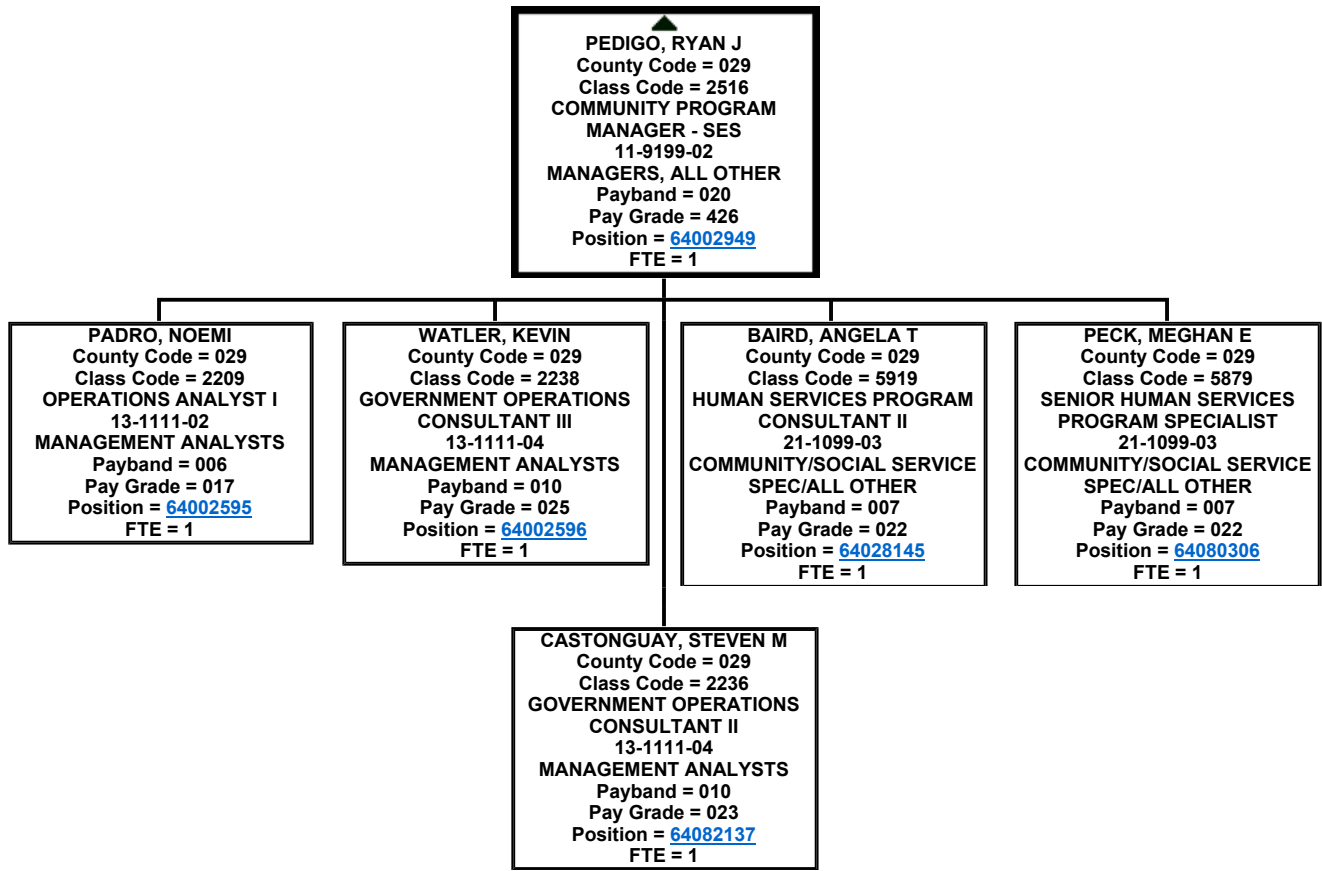 PEDIGO, RYAN J
County Code = 029
Class Code = 2516
COMMUNITY PROGRAM
MANAGER - SES
11-9199-02
MANAGERS, ALL OTHER
Payband = 020
Pay Grade = 426
Position = 64002949
FTE = 1
PADRO, NOEMI
County Code = 029
Class Code = 2209
OPERATIONS ANALYST I
13-1111-02
MANAGEMENT ANALYSTS
Payband = 006
Pay Grade = 017
Position = 64002595
FTE = 1
WATLER, KEVIN
County Code = 029
Class Code = 2238
GOVERNMENT OPERATIONS
CONSULTANT III
13-1111-04
MANAGEMENT ANALYSTS
Payband = 010
Pay Grade = 025
Position = 64002596
FTE = 1
BAIRD, ANGELA T
County Code = 029
Class Code = 5919
HUMAN SERVICES PROGRAM
CONSULTANT II
21-1099-03
COMMUNITY/SOCIAL SERVICE
SPEC/ALL OTHER
Payband = 007
Pay Grade = 022
Position = 64028145
FTE = 1
PECK, MEGHAN E
County Code = 029
Class Code = 5879
SENIOR HUMAN SERVICES
PROGRAM SPECIALIST
21-1099-03
COMMUNITY/SOCIAL SERVICE
SPEC/ALL OTHER
Payband = 007
Pay Grade = 022
Position = 64080306
FTE = 1
CASTONGUAY, STEVEN M
County Code = 029
Class Code = 2236
GOVERNMENT OPERATIONS
CONSULTANT II
13-1111-04
MANAGEMENT ANALYSTS
Payband = 010
Pay Grade = 023
Position = 64082137
FTE = 1